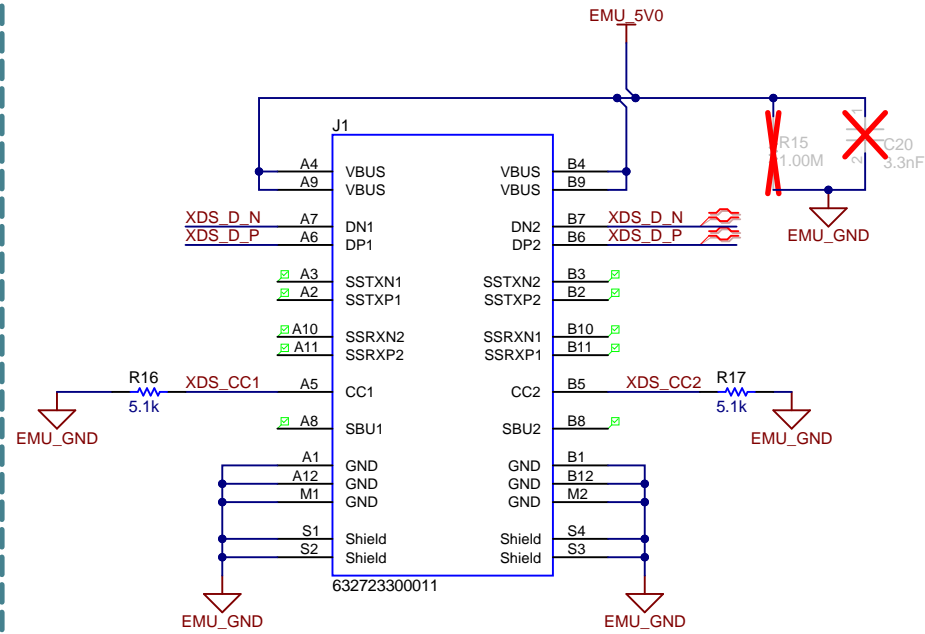 EMU_5V0
J1
R15
1.00M
1
2
C20
3.3nF
EMU_GND
A4 VBUS VBUS B4
A9 VBUS VBUS B9
XDS_D_N A7 DN1 DN2 B7 XDS_D_N
XDS_D_P A6 DP1 DP2 B6 XDS_D_P
A3 SSTXN1 SSTXN2 B3
A2 SSTXP1 SSTXP2 B2
A10 SSRXN2 SSRXN1 B10
A11 SSRXP2 SSRXP1 B11
R16 XDS_CC1 A5 CC1 CC2 B5 XDS_CC2 R17
5.1k 5.1k
EMU_GND EMU_GND
A8 SBU1 SBU2 B8
A1 GND GND B1
A12 GND GND B12
M1 GND GND M2
S1 Shield Shield S4
S2 Shield Shield S3
632723300011
EMU_GND EMU_GND